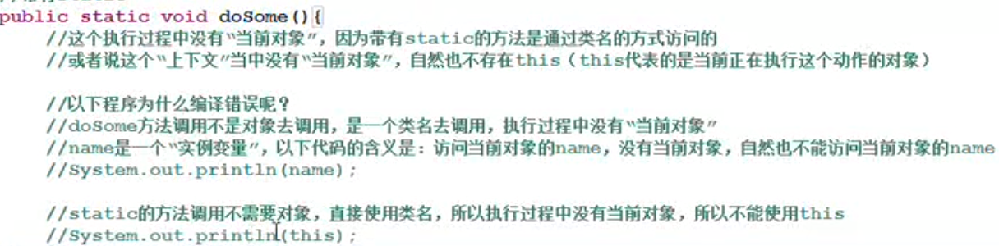 public static void doSome(){
//这个执行过程中没有“当前对象”，因为带有static的方法是通过类名的方式访问的
//或者说这个“上下文”当中没有“当前对象”，自然也不存在this（this代表的是当前正在执行这个动作的对象）
//以下程序为什么编译错误呢？
//doSome方法调用不是对象去调用，是一个类名去调用，执行过程中没有“当前对象”
//name是一个“实例变量”，以下代码的含义是：访问当前对象的name，没有当前对象，自然也不能访问当前对象的name
//System.out.println(name);
//static的方法调用不需要对象，直接使用类名，所以执行过程中没有当前对象，所以不能使用this
//System.out.println(this);